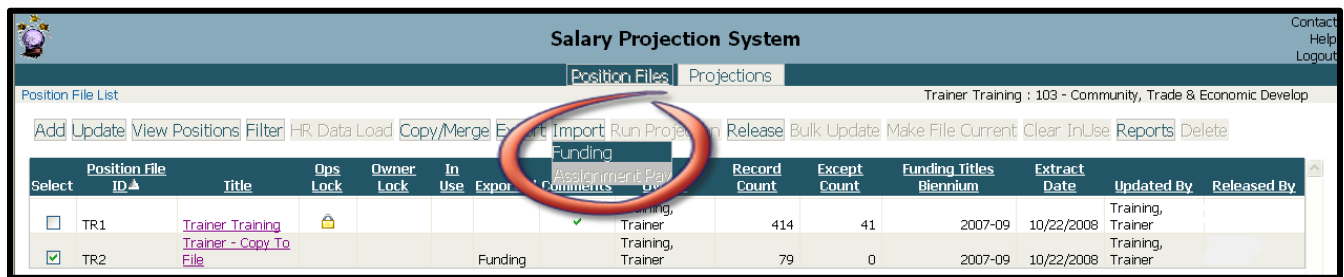 Contact
Salary Projection System
Help
Logout
Position Files Projections
Position File List Trainer Training : 103 - Community, Trade & Economic Develop
Add Update View Positions Filter HR Data Load Copy/Merge Export Import Run Projection Release Bulk Update Make File Current Clear InUse Reports Delete
Funding
Assignment Pay
Select Position File ID Title Ops Lock Owner Lock In Use Comments Record Count Except Count Funding Titles Biennium Extract Date Updated By Released By
TR1 Trainer Training Training, Trainer 414 41 2007-09 10/22/2008 Training, Trainer
TR2 Trainer - Copy To File Funding Training, Trainer 79 0 2007-09 10/22/2008 Training, Trainer